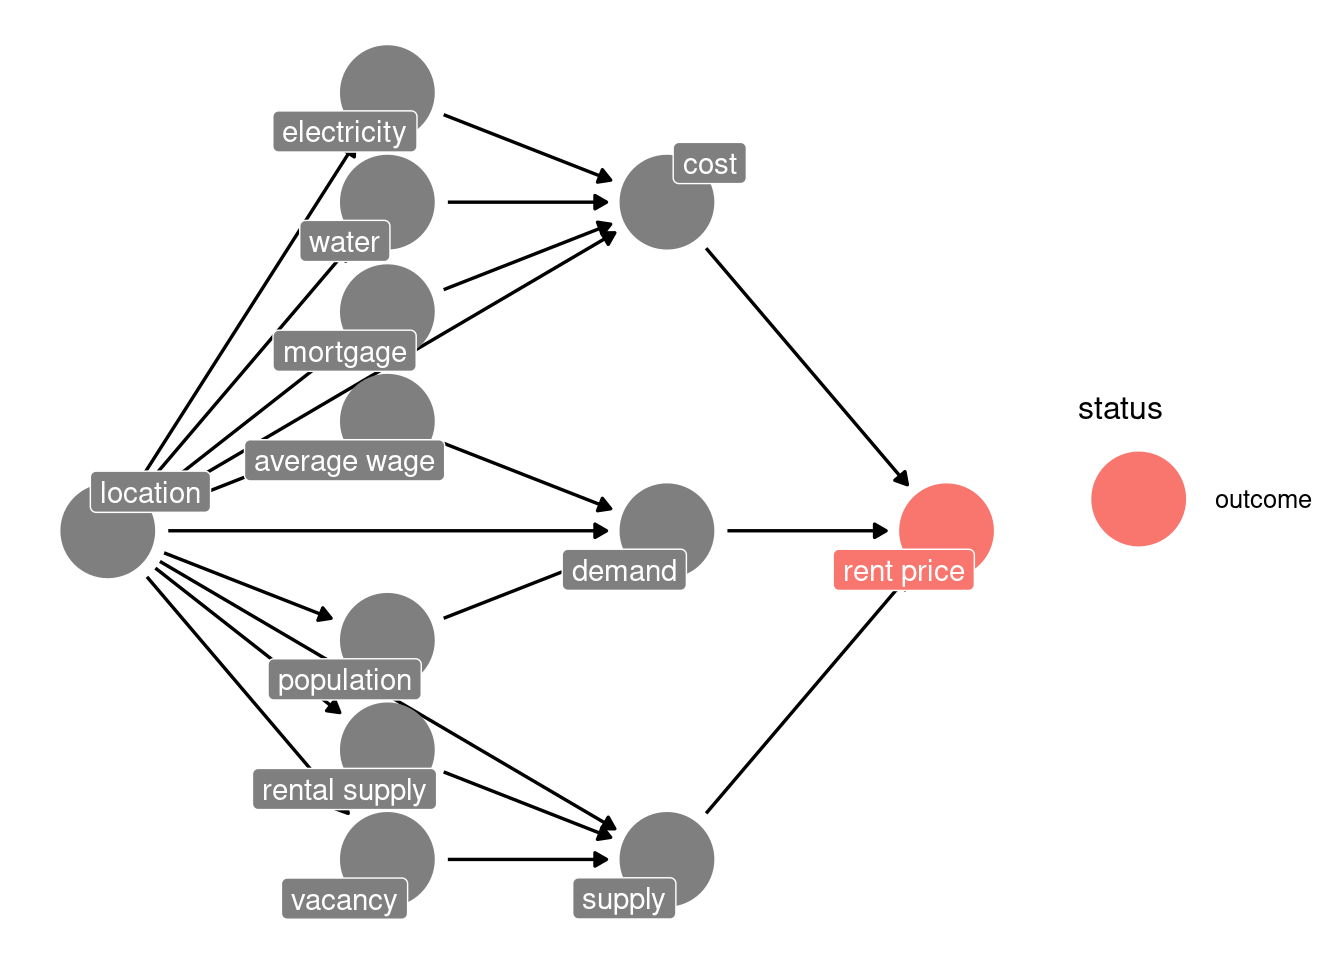 electricity
cost
water
mortgage
status
average wage
location
outcome
demand
rent price
population
rental supply
vacancy
supply